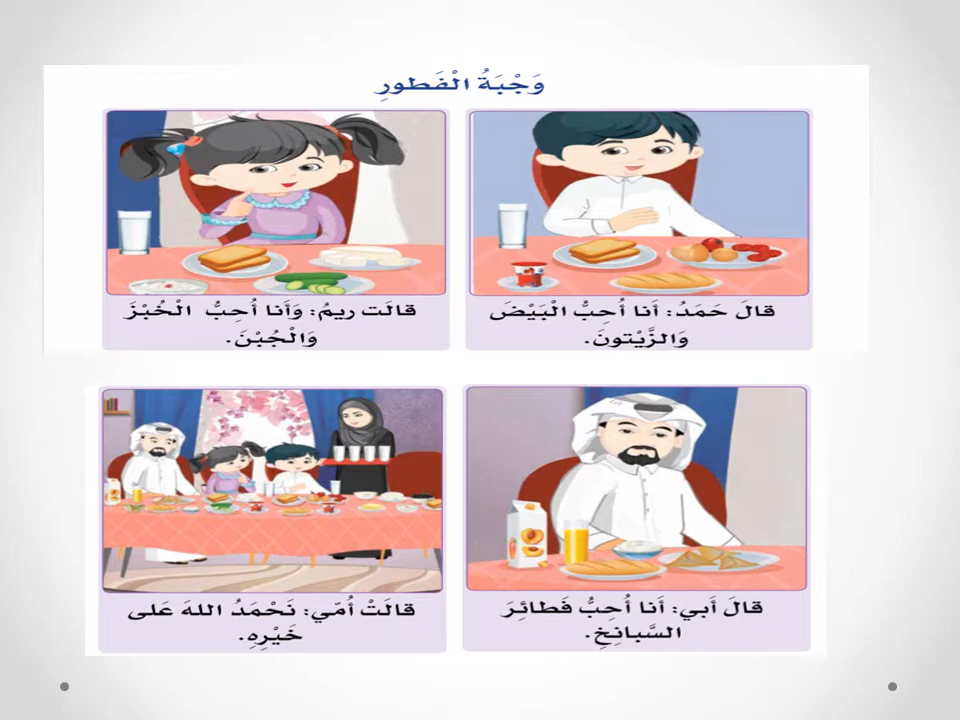 وَجْبَةُ الْفَطورِ
قالَ حَمَدُ: أَنا أُحِبُّ الْبَيْضَ
وَالزَّيْتونَ.
قالَت ريمُ: وَأَنا أُحِبُّ الْخُبْزَ
وَالْجُبْنَ.
قالَ أَبي: أَنا أُحِبُّ فَطائِرَ
السَّبانِخِ.
قالَتْ أُمّي: نَحْمَدُ اللهَ عَلى
خَيْرِهِ.